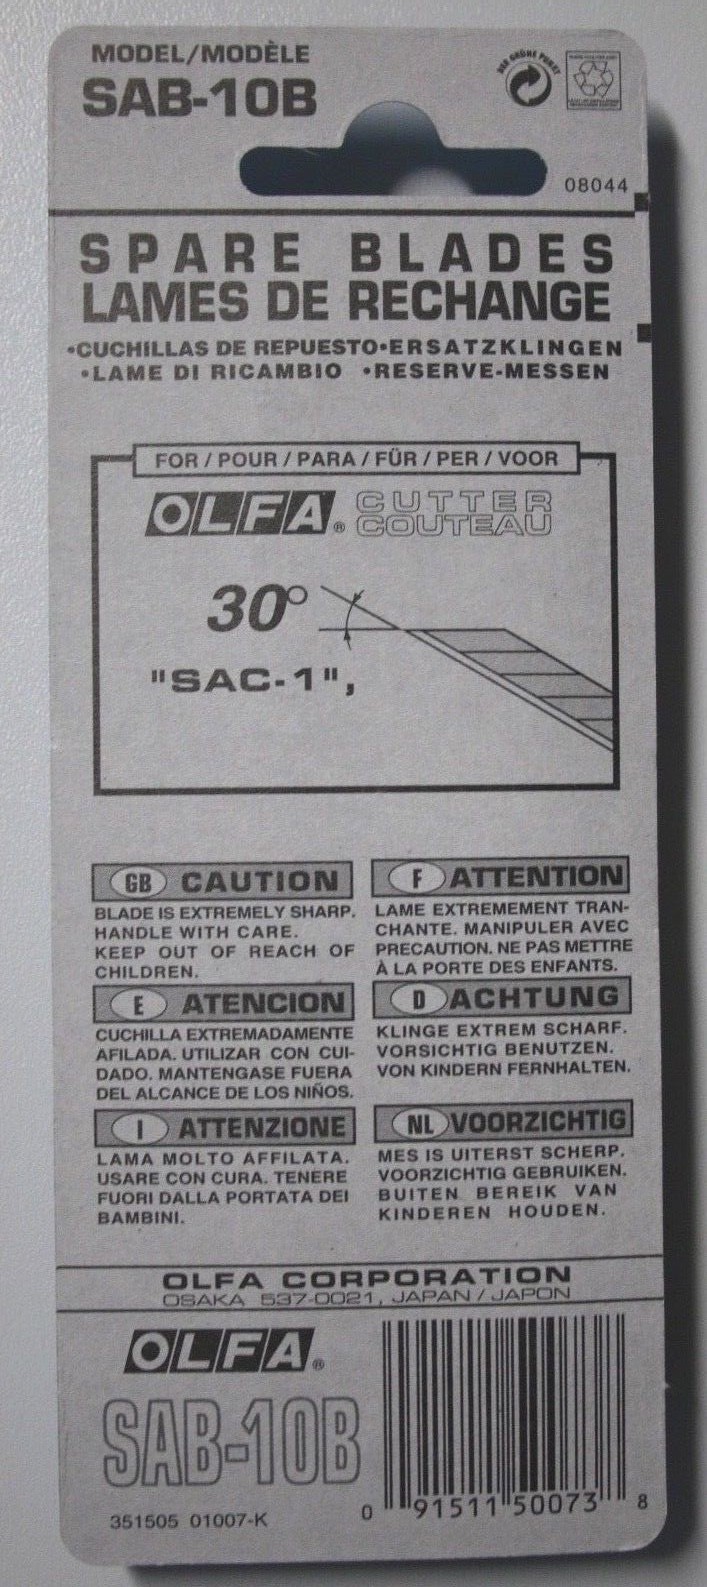 MODEL/MODÈLE
SAB-10B
DER GRÜNE PUNKT
08044
SPARE BLADES
LAMES DE RECHANGE
•CUCHILLAS DE REPUESTO•ERSATZKLINGEN
•LAME DI RICAMBIO •RESERVE-MESSEN
FOR / POUR / PARA / FÜR / PER / VOOR
OLFA® CUTTER
COUTEAU
30°
"SAC-1",
GB CAUTION
BLADE IS EXTREMELY SHARP.
HANDLE WITH CARE.
KEEP OUT OF REACH OF
CHILDREN.
F ATTENTION
LAME EXTREMEMENT TRAN-
CHANTE. MANIPULER AVEC
PRECAUTION. NE PAS METTRE
À LA PORTE DES ENFANTS.
E ATENCION
CUCHILLA EXTREMADAMENTE
AFILADA. UTILIZAR CON CUI-
DADO. MANTENGASE FUERA
DEL ALCANCE DE LOS NIÑOS.
D ACHTUNG
KLINGE EXTREM SCHARF.
VORSICHTIG BENUTZEN.
VON KINDERN FERNHALTEN.
I ATTENZIONE
LAMA MOLTO AFFILATA.
USARE CON CURA. TENERE
FUORI DALLA PORTATA DEI
BAMBINI.
NL VOORZICHTIG
MES IS UITERST SCHERP.
VOORZICHTIG GEBRUIKEN.
BUITEN BEREIK VAN
KINDEREN HOUDEN.
OLFA CORPORATION
OSAKA 537-0021, JAPAN / JAPON
OLFA®
SAB-10B
351505 01007-K
0 91511 50073 8